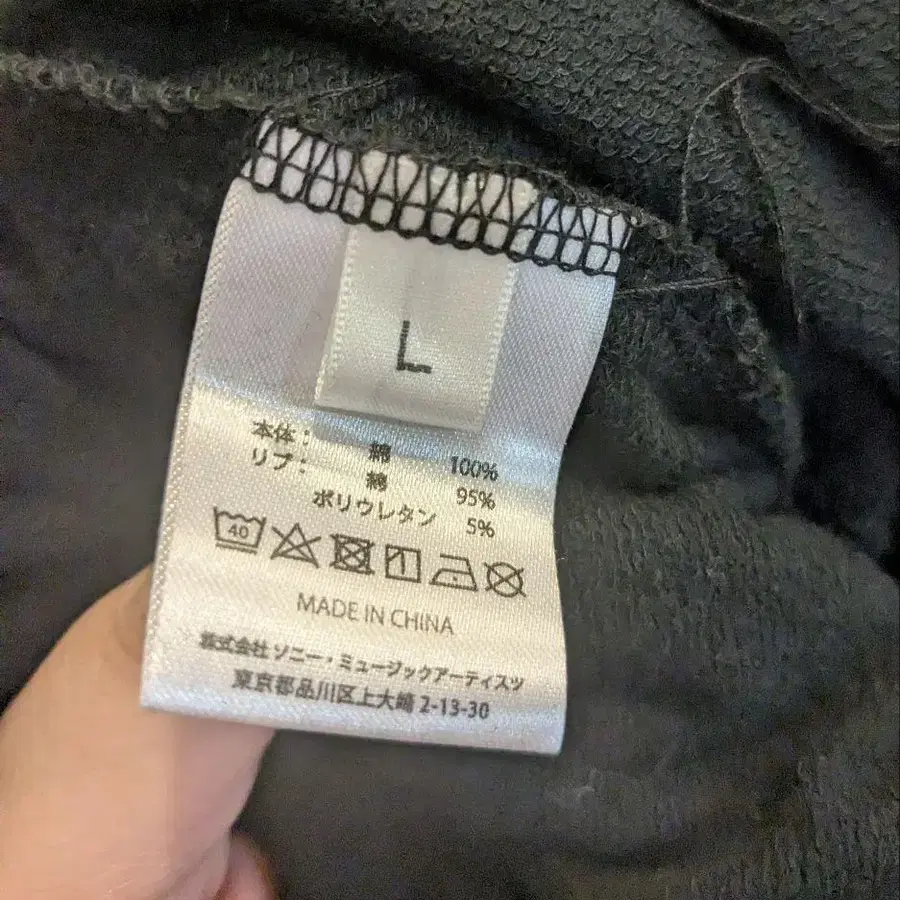 L
本体： 綿 100%
リブ： 綿 95%
ポリウレタン 5%
40
MADE IN CHINA
株式会社 ソニー・ミュージックアーティスツ
東京都品川区上大崎 2-13-30